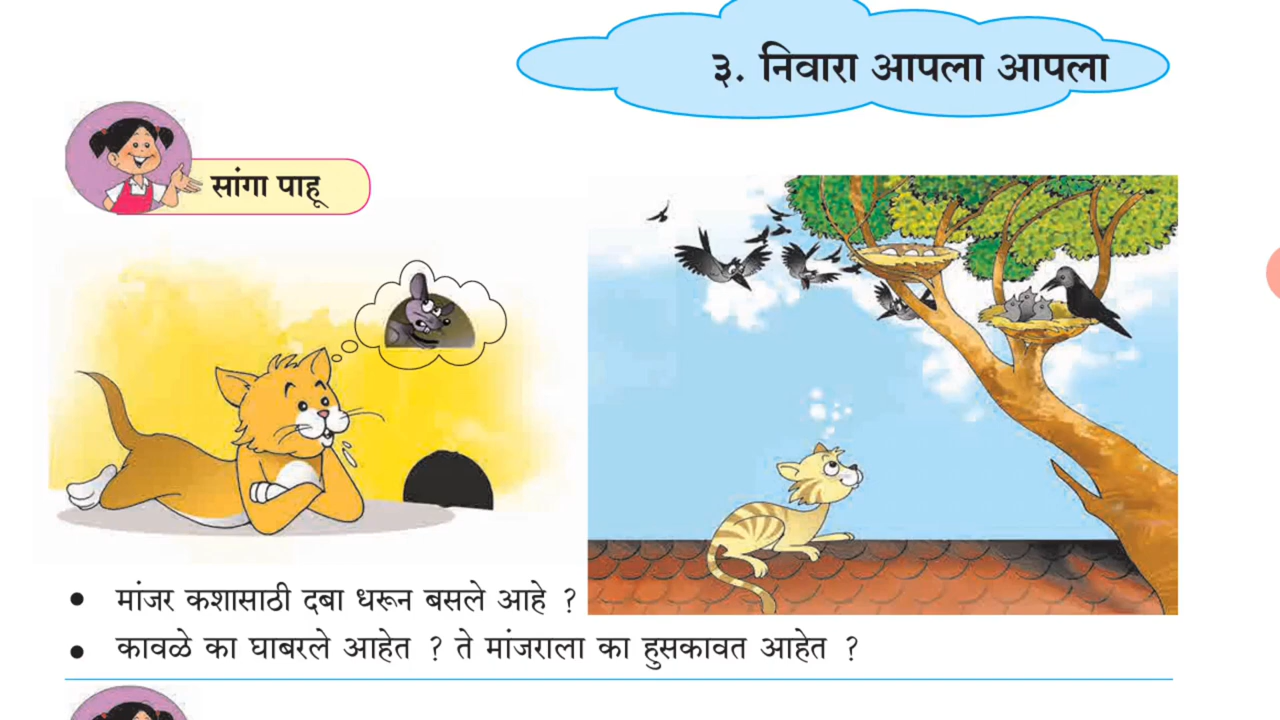 ३. निवारा आपला आपला
सांगा पाहू
• मांजर कशासाठी दबा धरून बसले आहे ?
• कावळे का घाबरले आहेत ? ते मांजराला का हुसकावत आहेत ?